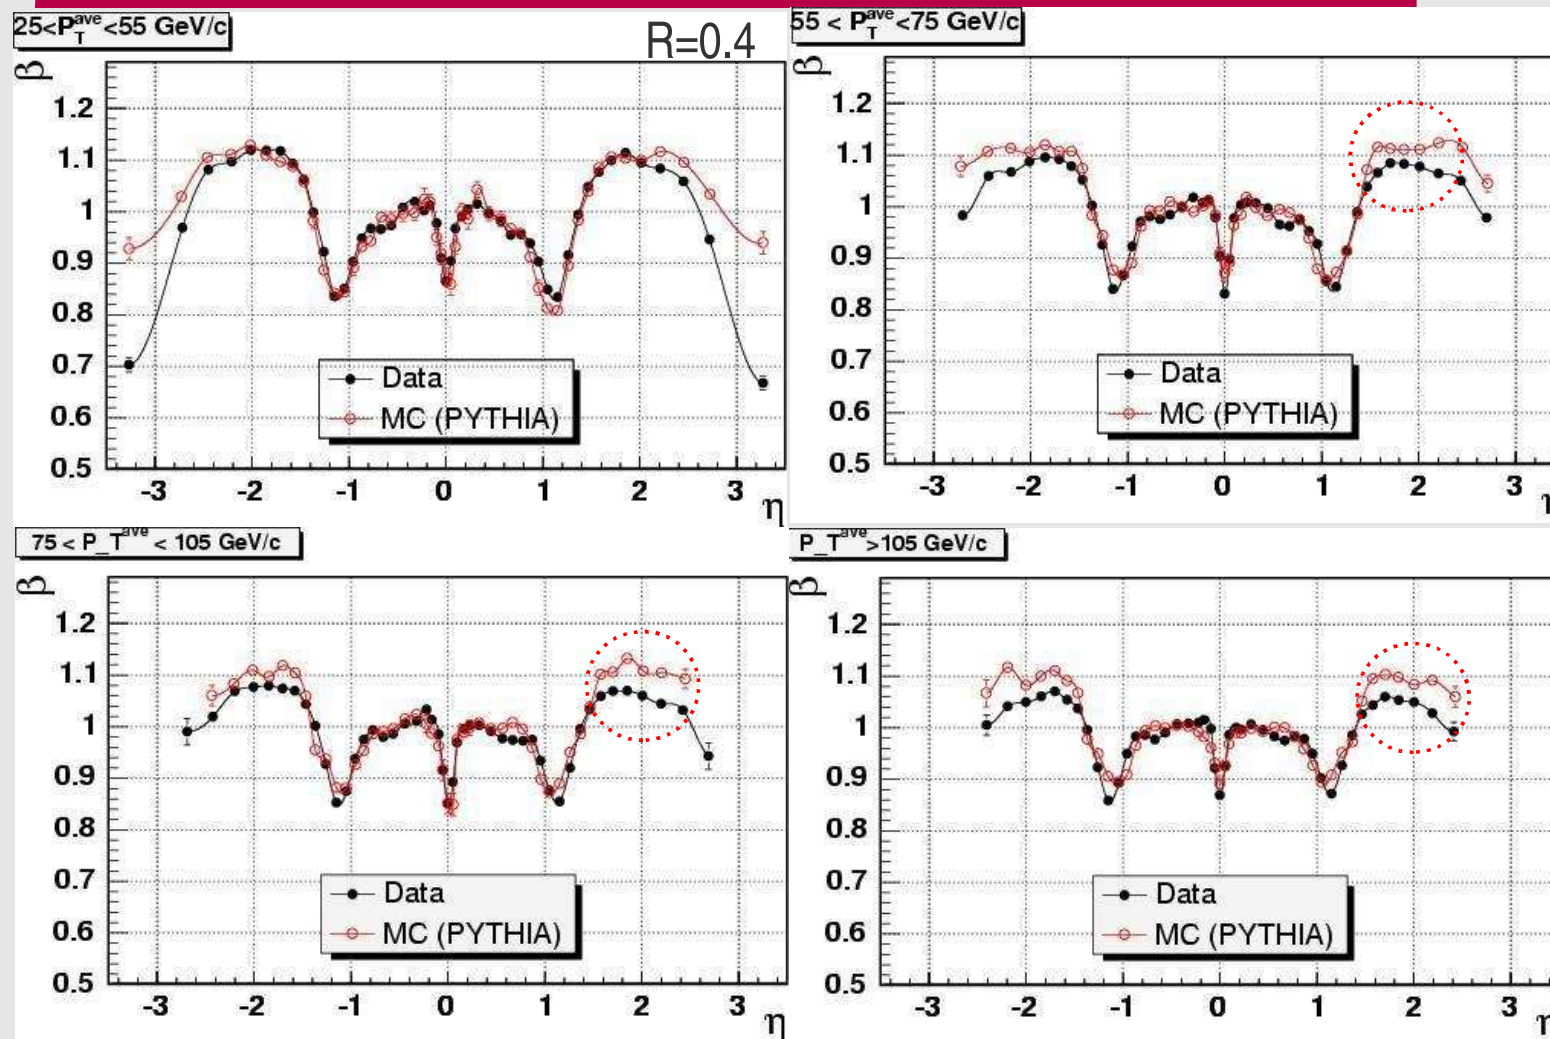 25<P_T^ave<55 GeV/c
R=0.4
β
1.2
1.1
1
0.9
0.8
0.7
0.6
0.5
Data
MC (PYTHIA)
-3 -2 -1 0 1 2 3
η
55 < P_T^ave <75 GeV/c
β
1.2
1.1
1
0.9
0.8
0.7
0.6
0.5
Data
MC (PYTHIA)
-3 -2 -1 0 1 2 3
η
75 < P_T^ave < 105 GeV/c
β
1.2
1.1
1
0.9
0.8
0.7
0.6
0.5
Data
MC (PYTHIA)
-3 -2 -1 0 1 2 3
η
P_T^ave>105 GeV/c
β
1.2
1.1
1
0.9
0.8
0.7
0.6
0.5
Data
MC (PYTHIA)
-3 -2 -1 0 1 2 3
η